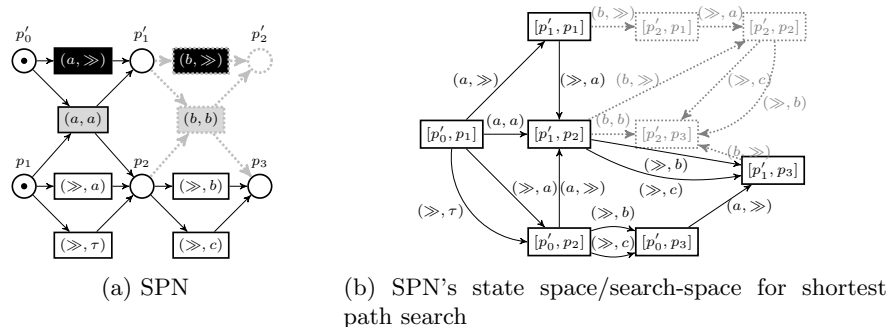 p′0 p′1 p′2
(a, ≫) (b, ≫)
(a, a) (b, b)
p1 p2 p3
(≫, a) (≫, b)
(≫, τ) (≫, c)
(a) SPN
[p′1, p1] (b, ≫) [p′2, p1] (≫, a) [p′2, p2]
(a, ≫) (≫, a) (b, ≫) (≫, c) (≫, b)
[p′0, p1] (a, a) [p′1, p2] (b, b) [p′2, p3]
(b, ≫)
(≫, b) [p′1, p3]
(≫, c)
(≫, τ) (≫, a) (a, ≫)
(≫, b) (a, ≫)
[p′0, p2] (≫, c) [p′0, p3]
(b) SPN's state space/search-space for shortest
path search